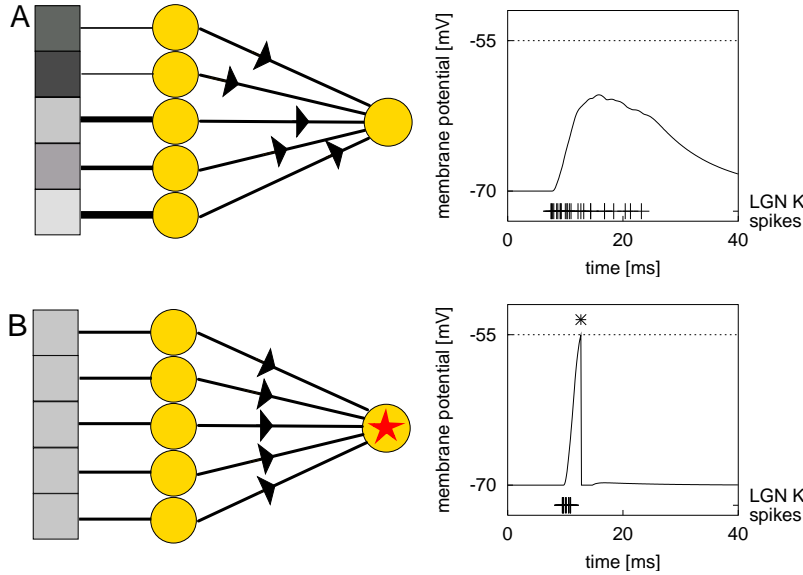 A
membrane potential [mV]
-55
-70
LGN K
spikes
0
20
40
time [ms]
B
membrane potential [mV]
-55
-70
LGN K
spikes
0
20
40
time [ms]